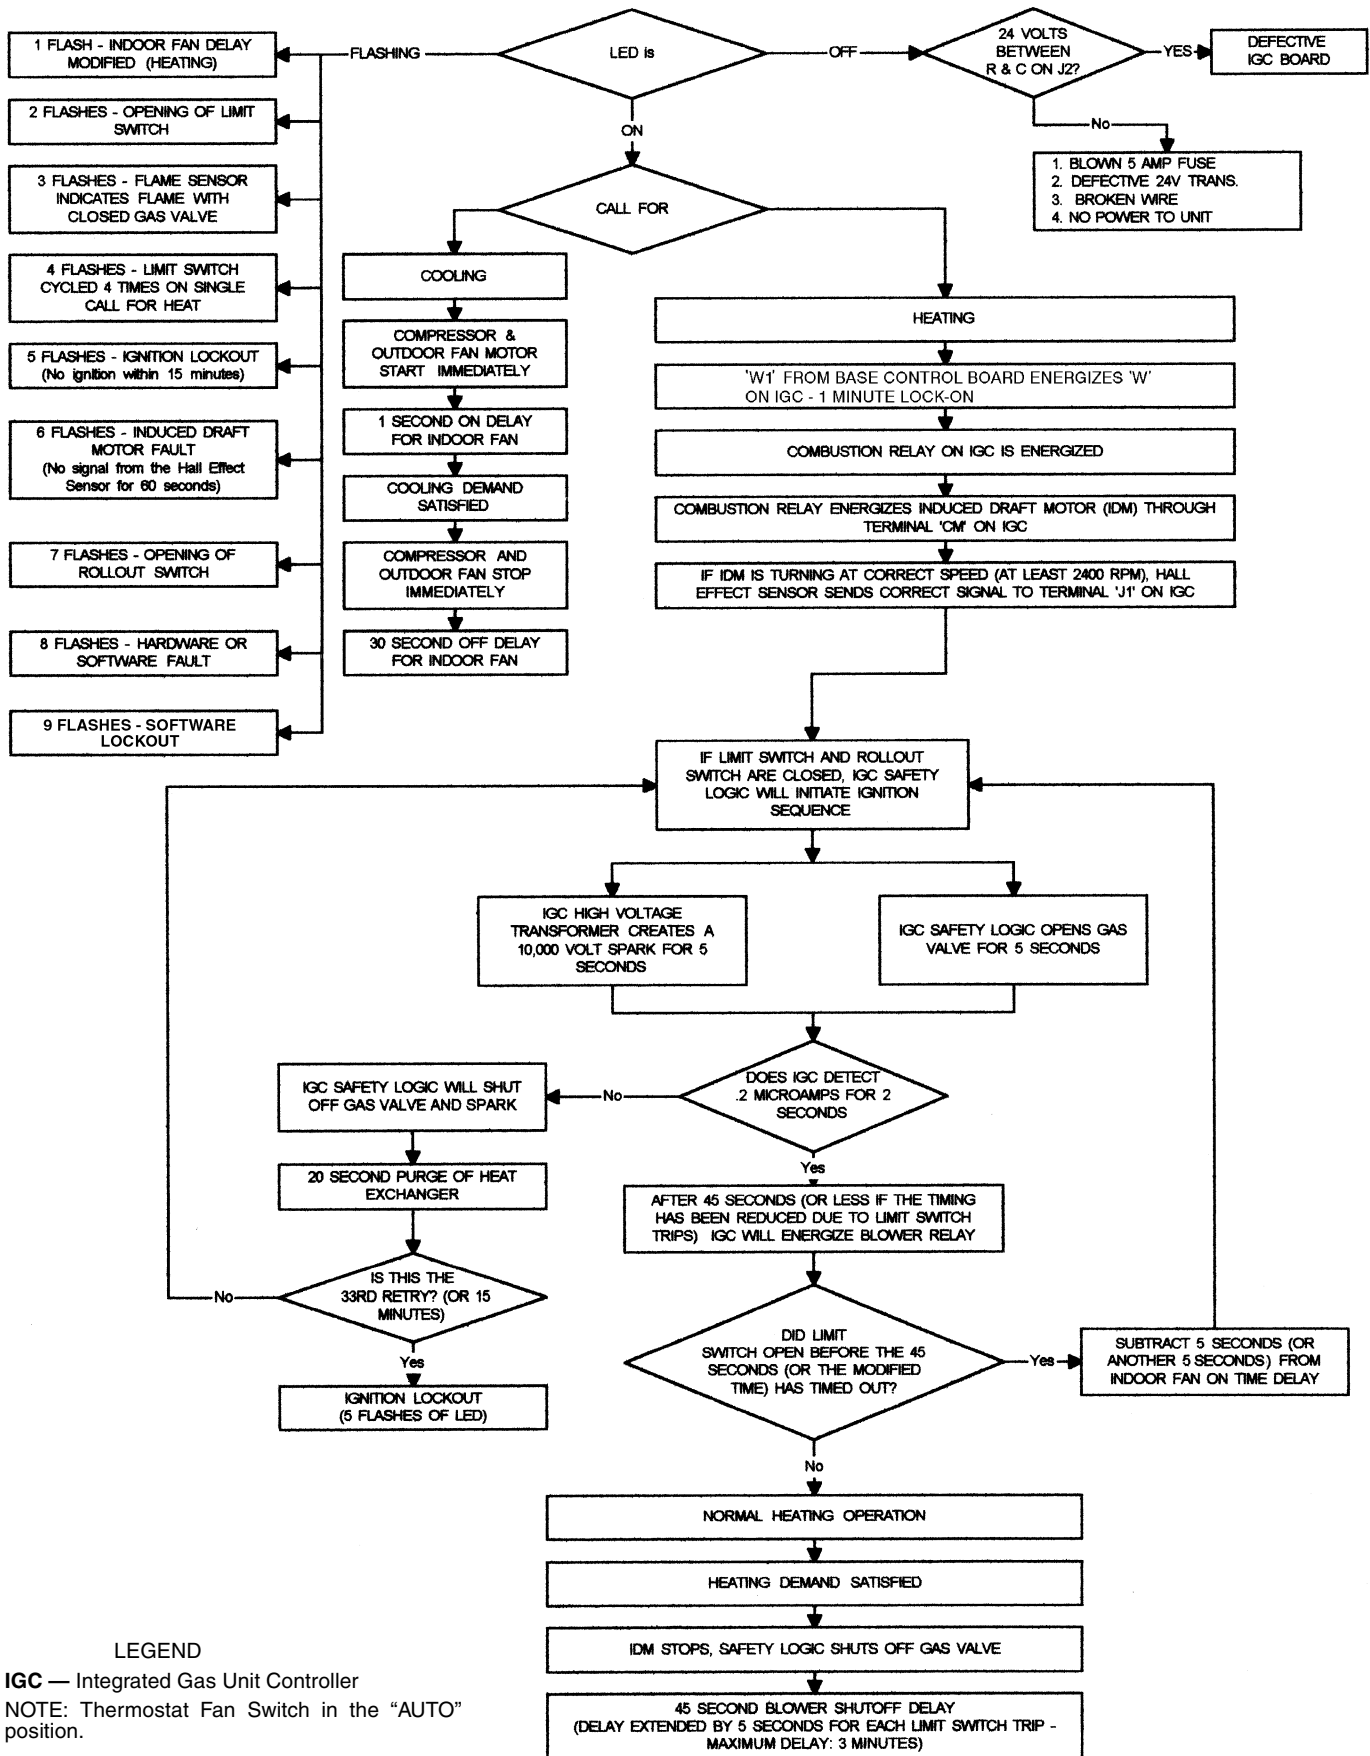 1 FLASH - INDOOR FAN DELAY
MODIFIED (HEATING)
2 FLASHES - OPENING OF LIMIT
SWITCH
3 FLASHES - FLAME SENSOR
INDICATES FLAME WITH
CLOSED GAS VALVE
4 FLASHES - LIMIT SWITCH
CYCLED 4 TIMES ON SINGLE
CALL FOR HEAT
5 FLASHES - IGNITION LOCKOUT
(No ignition within 15 minutes)
6 FLASHES - INDUCED DRAFT
MOTOR FAULT
(No signal from the Hall Effect
Sensor for 60 seconds)
7 FLASHES - OPENING OF
ROLLOUT SWITCH
8 FLASHES - HARDWARE OR
SOFTWARE FAULT
9 FLASHES - SOFTWARE
LOCKOUT
FLASHING
LED is
OFF
24 VOLTS
BETWEEN
R & C ON J2?
YES
DEFECTIVE
IGC BOARD
No
1. BLOWN 5 AMP FUSE
2. DEFECTIVE 24V TRANS.
3. BROKEN WIRE
4. NO POWER TO UNIT
ON
CALL FOR
COOLING
COMPRESSOR &
OUTDOOR FAN MOTOR
START IMMEDIATELY
1 SECOND ON DELAY
FOR INDOOR FAN
COOLING DEMAND
SATISFIED
COMPRESSOR AND
OUTDOOR FAN STOP
IMMEDIATELY
30 SECOND OFF DELAY
FOR INDOOR FAN
HEATING
'W1' FROM BASE CONTROL BOARD ENERGIZES 'W'
ON IGC - 1 MINUTE LOCK-ON
COMBUSTION RELAY ON IGC IS ENERGIZED
COMBUSTION RELAY ENERGIZES INDUCED DRAFT MOTOR (IDM) THROUGH
TERMINAL 'CM' ON IGC
IF IDM IS TURNING AT CORRECT SPEED (AT LEAST 2400 RPM), HALL
EFFECT SENSOR SENDS CORRECT SIGNAL TO TERMINAL 'J1' ON IGC
IF LIMIT SWITCH AND ROLLOUT
SWITCH ARE CLOSED, IGC SAFETY
LOGIC WILL INITIATE IGNITION
SEQUENCE
IGC HIGH VOLTAGE
TRANSFORMER CREATES A
10,000 VOLT SPARK FOR 5
SECONDS
IGC SAFETY LOGIC OPENS GAS
VALVE FOR 5 SECONDS
DOES IGC DETECT
.2 MICROAMPS FOR 2
SECONDS
No
IGC SAFETY LOGIC WILL SHUT
OFF GAS VALVE AND SPARK
20 SECOND PURGE OF HEAT
EXCHANGER
IS THIS THE
33RD RETRY? (OR 15
MINUTES)
No
Yes
IGNITION LOCKOUT
(5 FLASHES OF LED)
Yes
AFTER 45 SECONDS (OR LESS IF THE TIMING
HAS BEEN REDUCED DUE TO LIMIT SWITCH
TRIPS) IGC WILL ENERGIZE BLOWER RELAY
DID LIMIT
SWITCH OPEN BEFORE THE 45
SECONDS (OR THE MODIFIED
TIME) HAS TIMED OUT?
Yes
SUBTRACT 5 SECONDS (OR
ANOTHER 5 SECONDS) FROM
INDOOR FAN ON TIME DELAY
No
NORMAL HEATING OPERATION
HEATING DEMAND SATISFIED
IDM STOPS, SAFETY LOGIC SHUTS OFF GAS VALVE
45 SECOND BLOWER SHUTOFF DELAY
(DELAY EXTENDED BY 5 SECONDS FOR EACH LIMIT SWITCH TRIP -
MAXIMUM DELAY: 3 MINUTES)
LEGEND
IGC — Integrated Gas Unit Controller
NOTE: Thermostat Fan Switch in the “AUTO”
position.